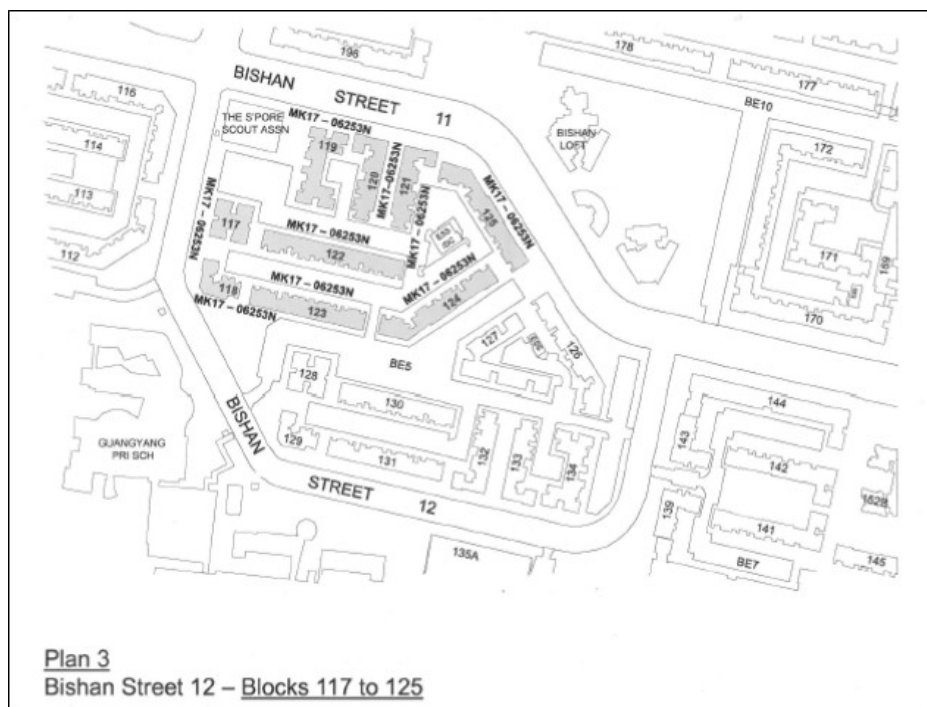 196
178
177
116
BISHAN
STREET
11
BE10
THE S'PORE
SCOUT ASSN
MK17 – 06253N
BISHAN
LOFT
172
114
119
120
MK17–06253N
121
125
MK17 – 06253N
113
MK17 – 06253N
117
MK17 – 06253N
MK17 – 06253N
171
159
112
122
MK17 – 06253N
MK17 – 06253N
118
MK17 – 06253N
123
124
170
127
126
BE5
128
130
144
BISHAN
129
143
GUANGYANG
PRI SCH
131
132
133
134
142
STREET
12
139
141
152B
135A
BE7
145
Plan 3
Bishan Street 12 – Blocks 117 to 125